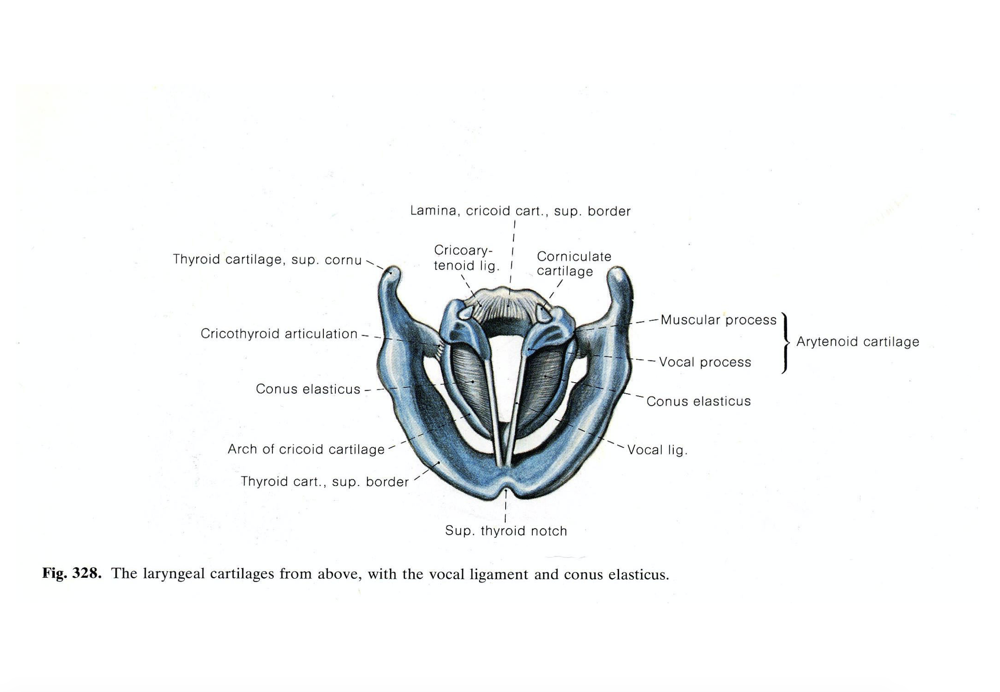 Lamina, cricoid cart., sup. border
Cricoary-
tenoid lig.
Corniculate
cartilage
Thyroid cartilage, sup. cornu
Muscular process
Arytenoid cartilage
Cricothyroid articulation
Vocal process
Conus elasticus
Conus elasticus
Arch of cricoid cartilage
Vocal lig.
Thyroid cart., sup. border
Sup. thyroid notch
Fig. 328. The laryngeal cartilages from above, with the vocal ligament and conus elasticus.